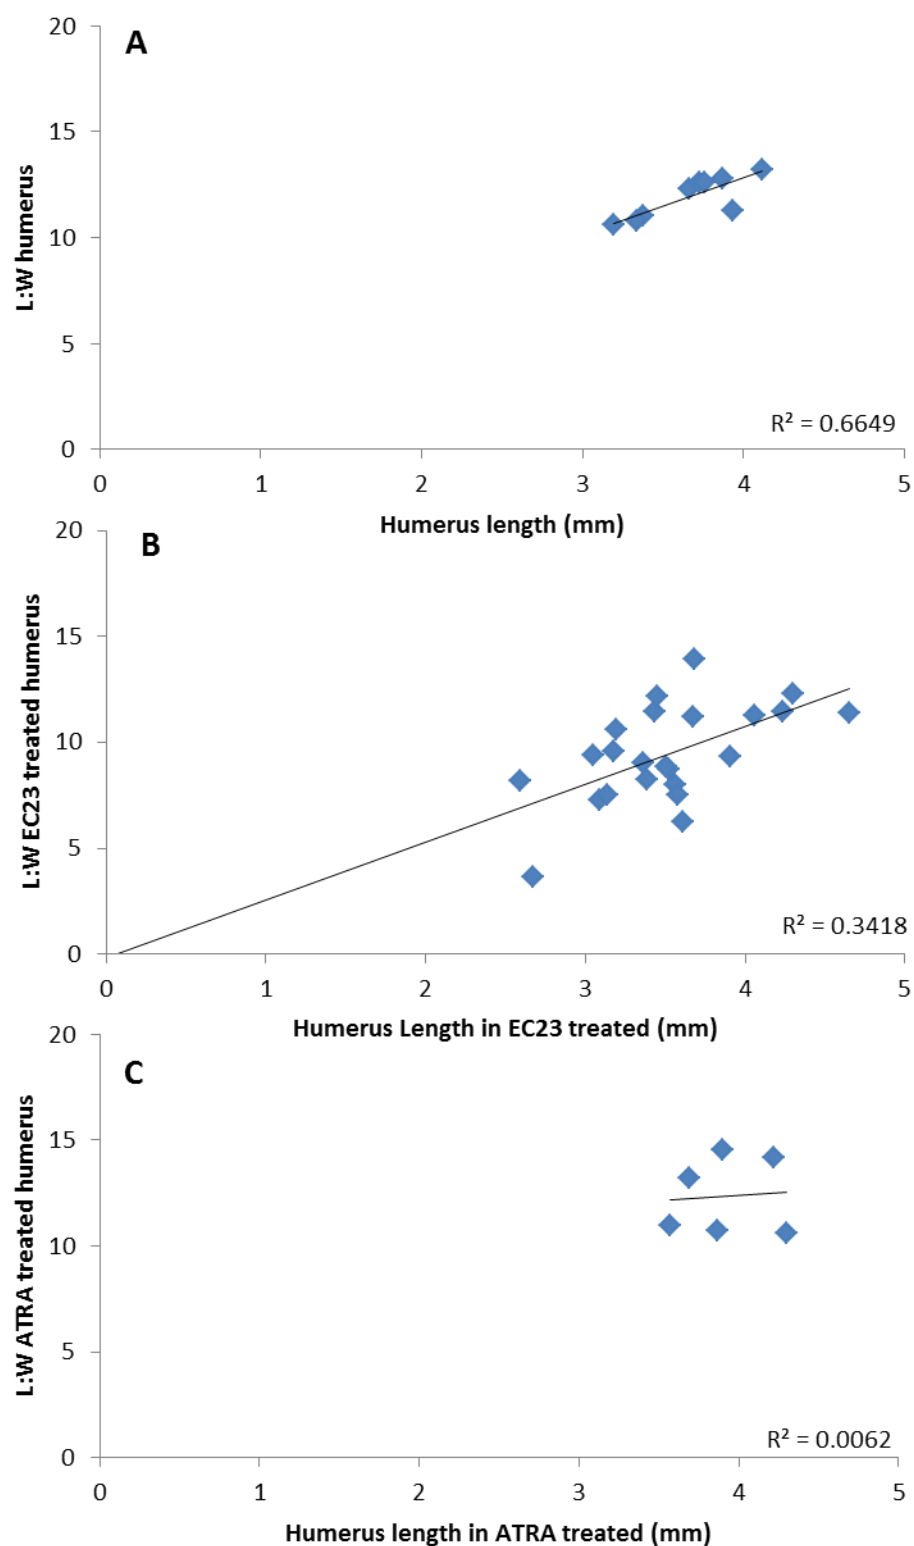 A
20
15
10
5
0
L:W humerus
R² = 0.6649
0 1 2 3 4 5
Humerus length (mm)
B
20
15
10
5
0
L:W EC23 treated humerus
R² = 0.3418
0 1 2 3 4 5
Humerus Length in EC23 treated (mm)
C
20
15
10
5
0
L:W ATRA treated humerus
R² = 0.0062
0 1 2 3 4 5
Humerus length in ATRA treated (mm)